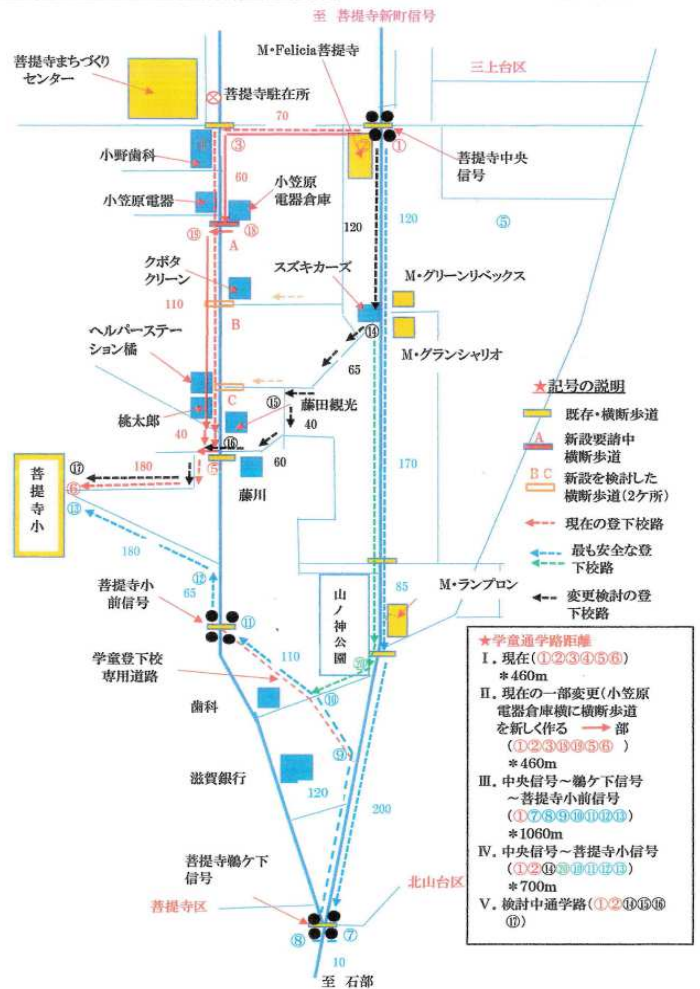 至 菩提寺新町信号
M・Felicia菩提寺
菩提寺まちづくり
センター
三上台区
菩提寺駐在所
70
③
②
①
小野歯科
菩提寺中央
信号
60
小笠原電器
小笠原
電器倉庫
120
120
⑤
⑲
⑱
A
クボタ
クリーン
スズキカーズ
M・グリーンリベックス
110
B
⑭
M・グランシャリオ
ヘルパーステー
ション橘
65
C
⑮
藤田観光
桃太郎
40
40
⑯
60
⑤
藤川
170
⑰
180
⑥
⑬
菩提寺小
180
⑫
菩提寺小
前信号
65
⑪
山ノ神公園
85
M・ランプロン
110
⑳
学童登下校
専用道路
歯科
⑩
⑨
滋賀銀行
120
200
菩提寺鵜ケ下
信号
菩提寺区
北山台区
⑧
⑦
10
至 石部
★記号の説明
既存・横断歩道
A 新設要請中
横断歩道
B C 新設を検討した
横断歩道(2ケ所)
現在の登下校路
最も安全な登
下校路
変更検討の登
下校路
★学童通学路距離
Ⅰ. 現在(①②③④⑤⑥)
*460m
Ⅱ. 現在の一部変更(小笠原
電器倉庫横に横断歩道
を新しく作る 部
(①②③⑱⑲⑤⑥ )
*460m
Ⅲ. 中央信号~鵜ケ下信号
~菩提寺小前信号
(①⑦⑧⑨⑩⑪⑫⑬)
*1060m
Ⅳ. 中央信号~菩提寺小信号
(①②⑭⑳⑩⑪⑫⑬)
*700m
Ⅴ. 検討中通学路(①②⑭⑮⑯
⑰)